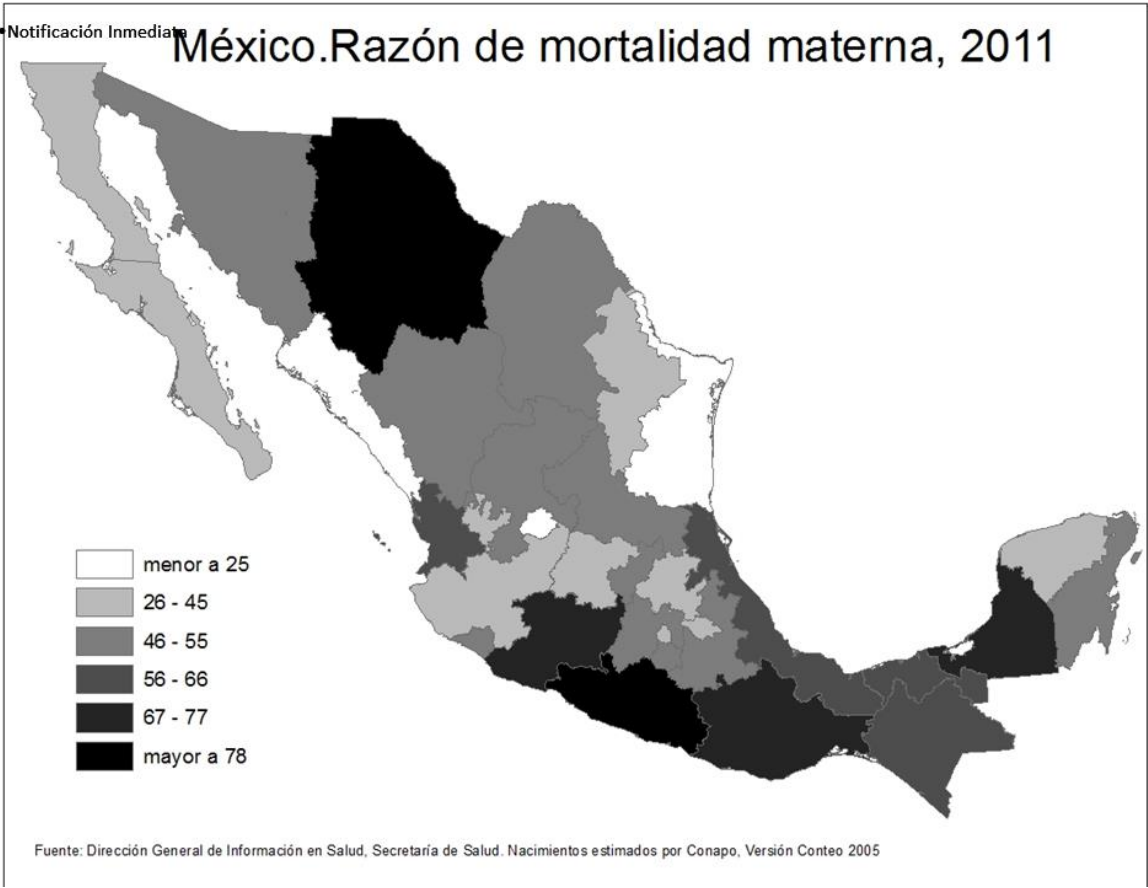 •Notificación Inmediata
México.Razón de mortalidad materna, 2011
menor a 25
26 - 45
46 - 55
56 - 66
67 - 77
mayor a 78
Fuente: Dirección General de Información en Salud, Secretaría de Salud. Nacimientos estimados por Conapo, Versión Conteo 2005